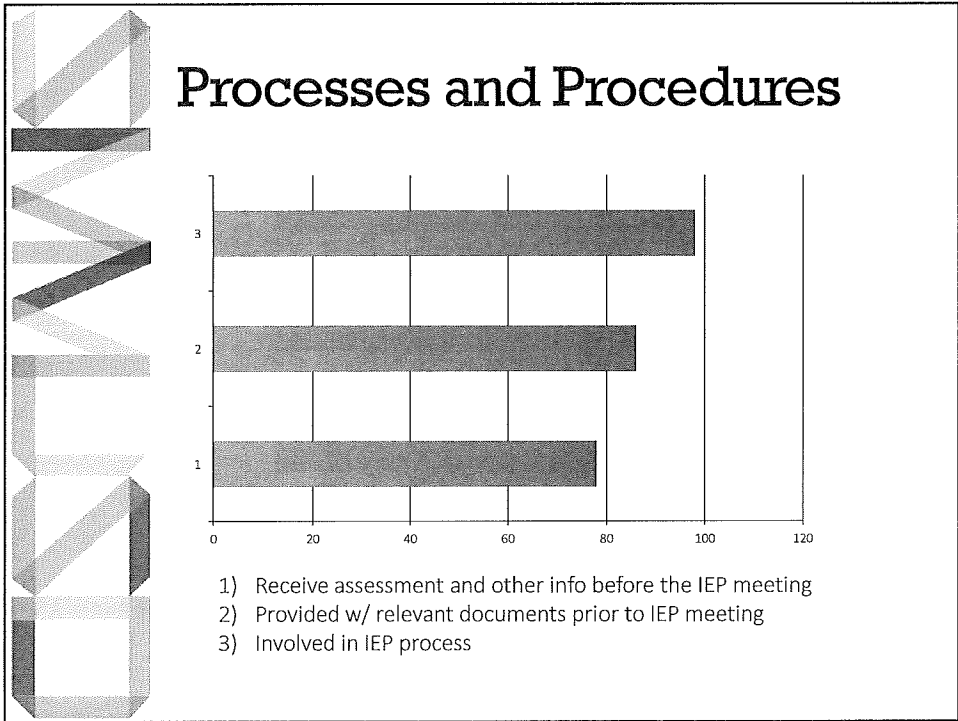 Processes and Procedures
3
2
1
0 20 40 60 80 100 120
1) Receive assessment and other info before the IEP meeting
2) Provided w/ relevant documents prior to IEP meeting
3) Involved in IEP process